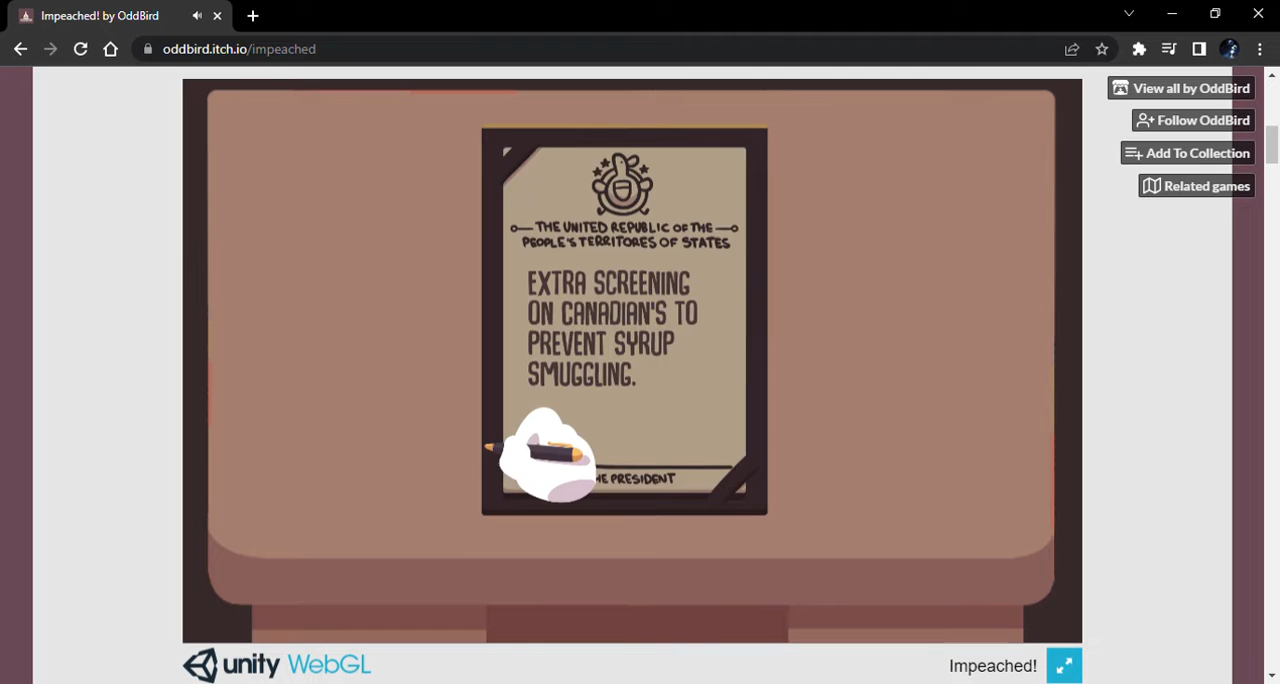 Impeached! by OddBird
oddbird.itch.io/impeached
View all by OddBird
Follow OddBird
Add To Collection
Related games
THE UNITED REPUBLIC OF THE
PEOPLE'S TERRITORES OF STATES
EXTRA SCREENING
ON CANADIAN'S TO
PREVENT SYRUP
SMUGGLING.
PRESIDENT
unity WebGL
Impeached!